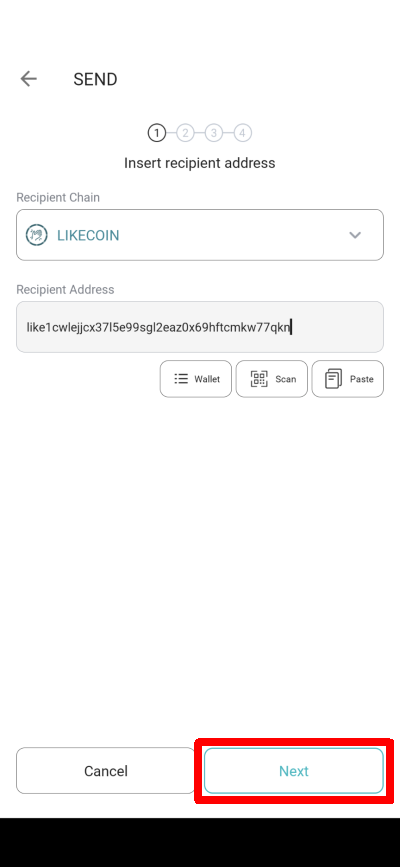 SEND
1 2 3 4
Insert recipient address
Recipient Chain
LIKECOIN
Recipient Address
like1cwlejjcx37l5e99sgl2eaz0x69hftcmkw77qkn
Wallet Scan Paste
Cancel Next